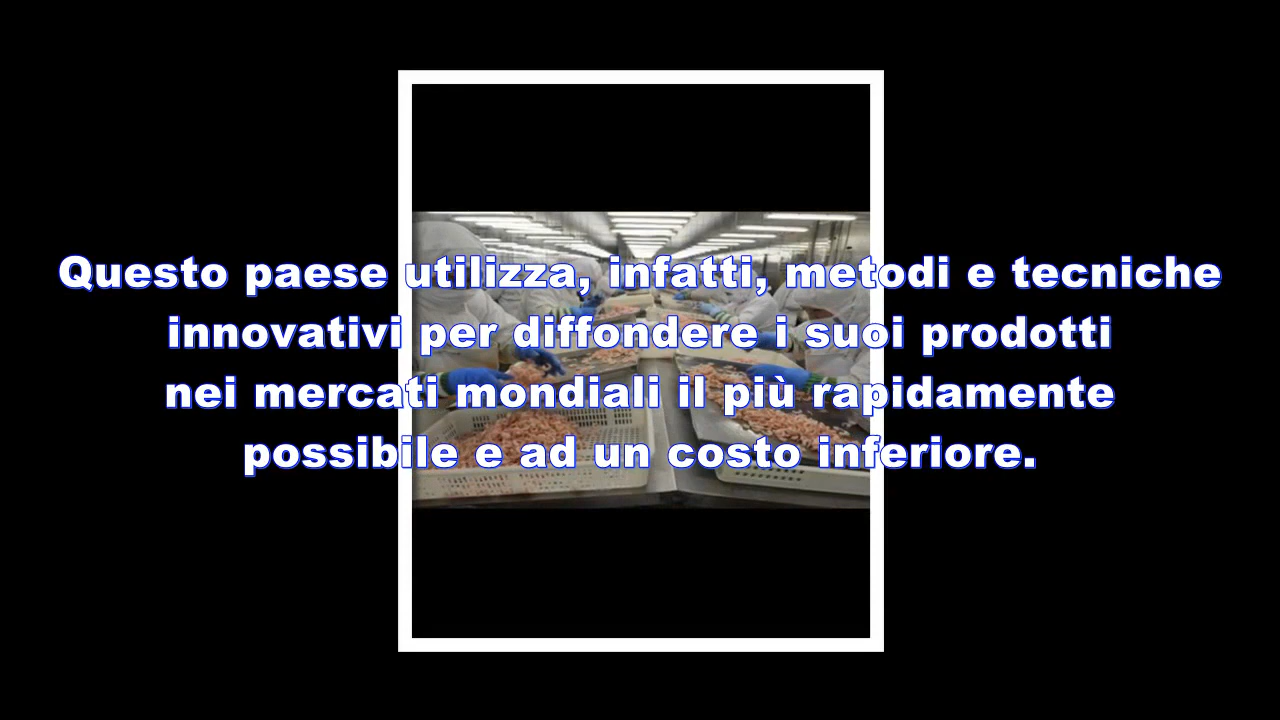 Questo paese utilizza, infatti, metodi e tecniche
innovativi per diffondere i suoi prodotti
nei mercati mondiali il più rapidamente
possibile e ad un costo inferiore.